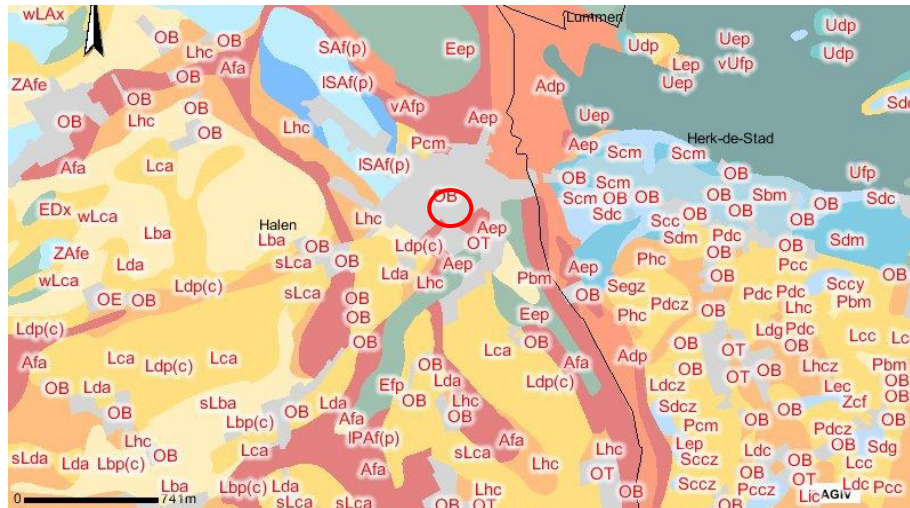 wLAx
OB
OB
Lhc
SAf(p)
Eep
Lummen
Udp
Uep
Udp
ZAfe
OB
Afa
lSAf(p)
Adp
Lep
vUfp
Udp
Uep
OB
Lhc
OB
OB
Lhc
vAfp
Aep
Uep
Sdc
Afa
Lca
lSAf(p)
Pcm
Aep
Scm
Scm
Herk-de-Stad
OB
Ufp
EDx
wLca
Lhc
OB
OB
Scm
Scm
OB
OB
OB
Sbm
Sdc
Lba
Halen
Lba
OB
Aep
Sdc
Scc
OB
OB
ZAfe
Lda
sLca
OB
Ldp(c)
OT
Sdm
Pdc
Sdm
wLca
Ldp(c)
Lda
Aep
Lhc
Pbm
Aep
Phc
OB
Pcc
OE
OB
sLca
OB
OB
Segz
Pdcz
OB
Pdc
Pdc
Sccy
Pbm
Ldp(c)
OB
Eep
Phc
Lhc
Afa
Lca
Ldp(c)
Lca
OB
Lca
Afa
Adp
OB
Ldg
Pdc
OB
Lcc
Lc
OB
Lda
Efp
OB
Lda
Ldp(c)
Ldcz
OT
Lhcz
Pbm
sLba
Lda
Lhc
OB
Sdcz
OB
Lec
Zcf
OB
Lbp(c)
OB
Afa
Pcm
Pdcz
OB
Lhc
lPAf(p)
Afa
Lep
Ldc
Sdg
sLda
Lda
Lbp(c)
OB
Lca
sLca
Lhc
Lhc
Sccz
OB
Lcc
Afa
OT
Sccz
Pccz
OT
Ldc
Pcc
0
741m
Lba
Lbp(c)
Lda
sLca
OB
Lhc
OB
sLca
OB
OB
Lic
AGIV